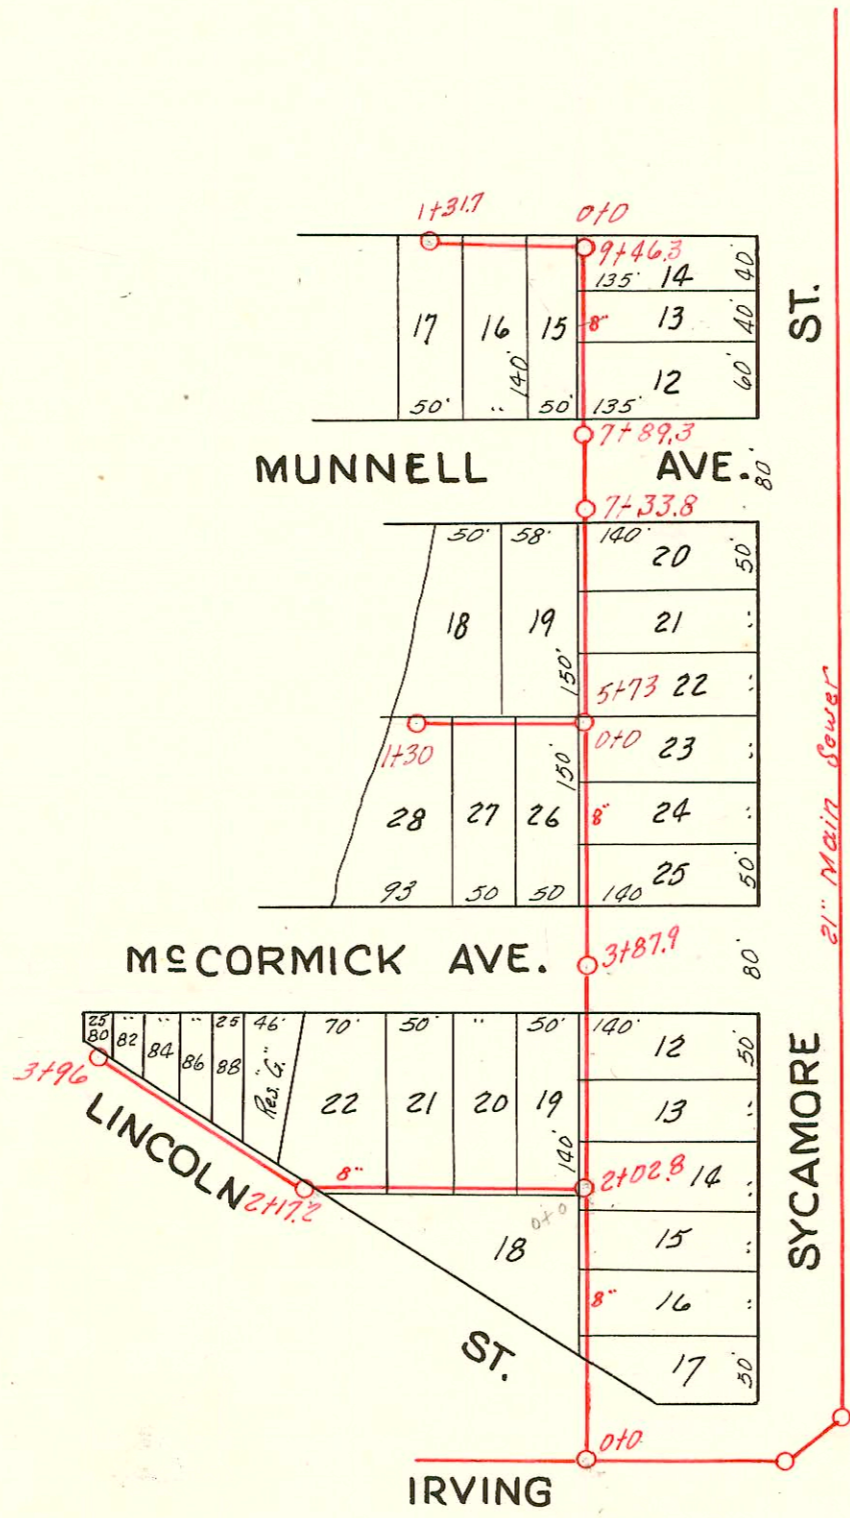 1+31.7
0+0
9+46.3
135' 14 40'
17 16 15 8" 13 40'
140'
12 60'
50' " 50' 135'
ST.
7+89.3
MUNNELL AVE. 80'
7+33.8
50' 58' 140' 20 50'
18 19 21 "
150'
5+73 22 "
0+0 23 "
1+30
150'
28 27 26 8" 24 "
93 50 50 140 25 50'
21" Main Sewer
McCORMICK AVE. 3+87.9 80'
25 " " 25 46' 70' 50' " 50' 140' 12 50'
80 82 84 86 88 Res. "G." 22 21 20 19 13 "
3+96
140'
LINCOLN 2+17.2 8" 2+02.8 14 "
0+0
18 15 "
8" 16 "
ST. 17 50'
SYCAMORE
0+0
IRVING